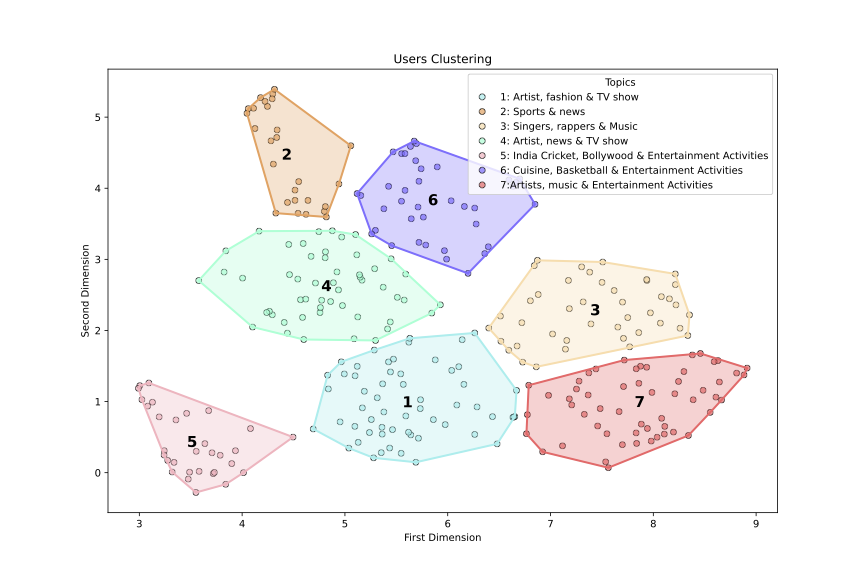 Users Clustering
Topics
1: Artist, fashion & TV show
2: Sports & news
3: Singers, rappers & Music
4: Artist, news & TV show
5: India Cricket, Bollywood & Entertainment Activities
6: Cuisine, Basketball & Entertainment Activities
7:Artists, music & Entertainment Activities
5
4
3
2
1
0
Second Dimension
2
6
4
3
1
7
5
3 4 5 6 7 8 9
First Dimension